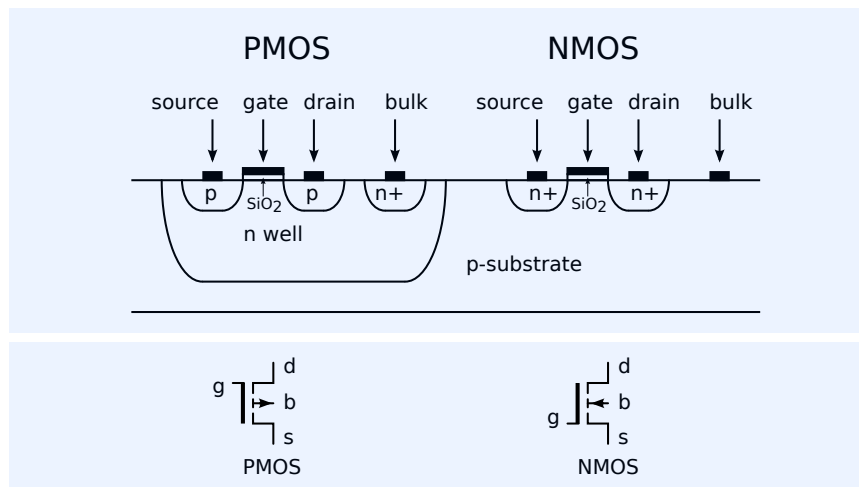 PMOS NMOS
source gate drain bulk source gate drain bulk
p SiO2 p n+ n+ SiO2 n+
n well
p-substrate
d d
g
b b
g
s s
PMOS NMOS